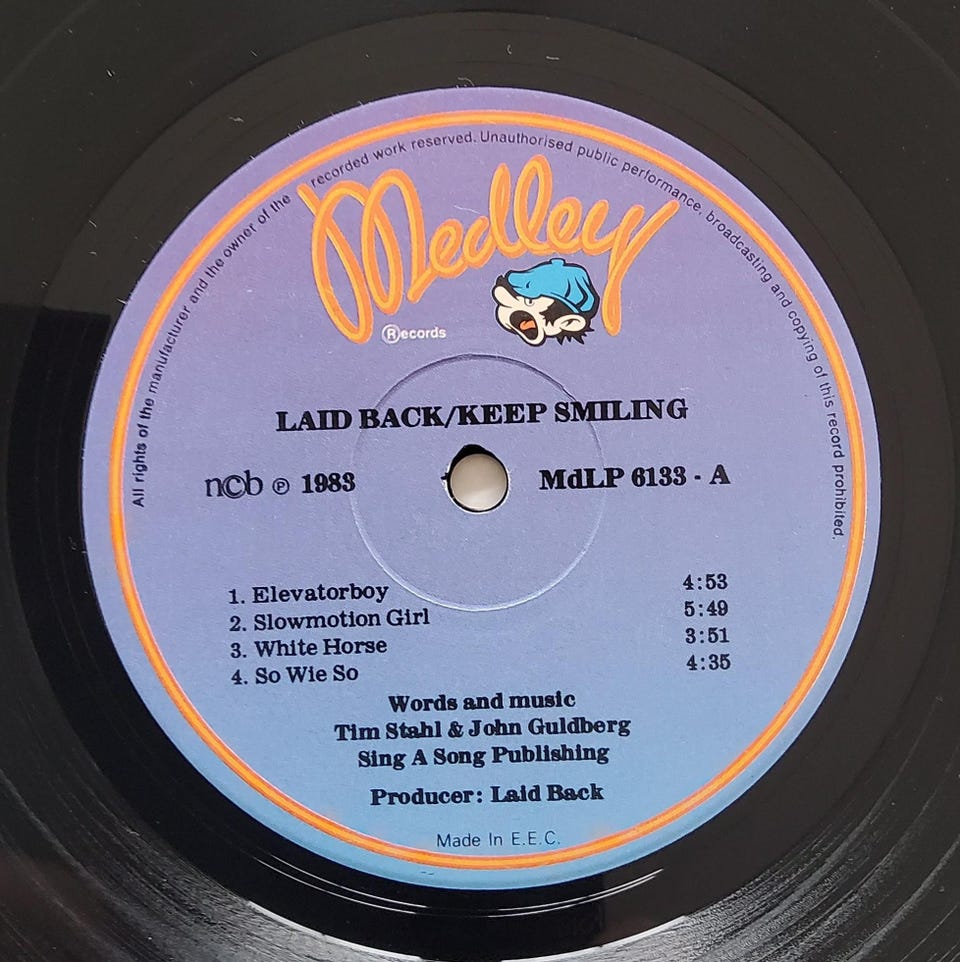 All rights of the manufacturer and the owner of the recorded work reserved. Unauthorised public performance, broadcasting and copying of this record prohibited.
Medley
Ⓡecords
LAID BACK/KEEP SMILING
ncb ℗ 1983
MdLP 6133 - A
1. Elevatorboy 4:53
2. Slowmotion Girl 5:49
3. White Horse 3:51
4. So Wie So 4:35
Words and music
Tim Stahl & John Guldberg
Sing A Song Publishing
Producer: Laid Back
Made In E.E.C.